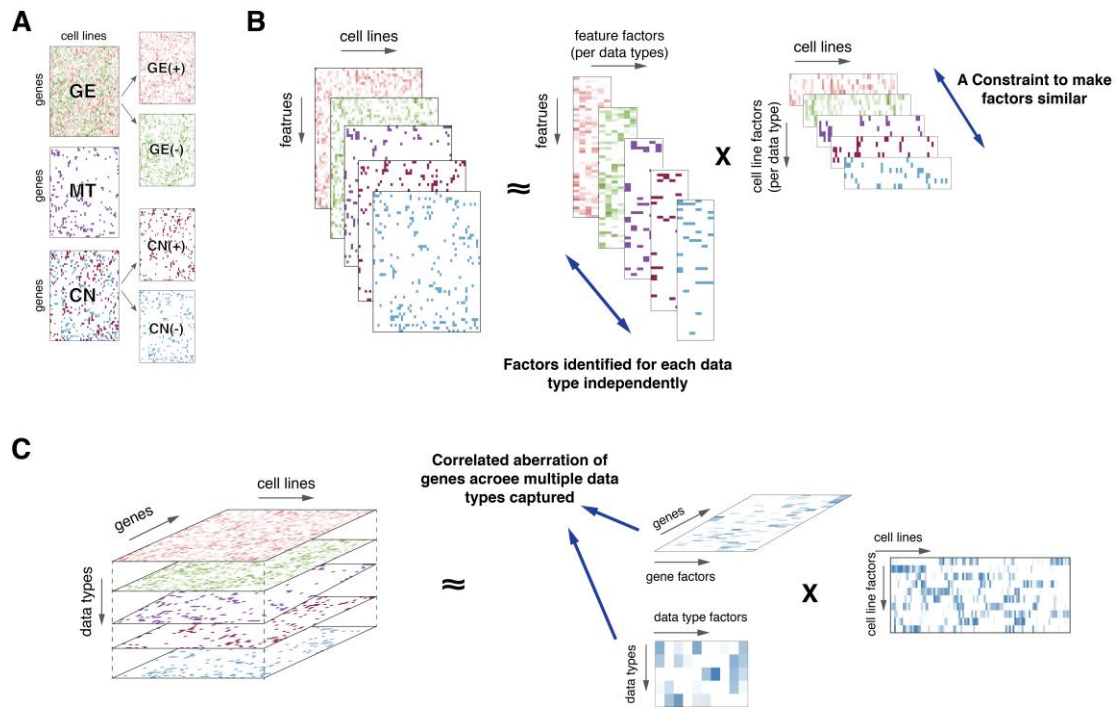 A
cell lines
genes
GE
GE(+)
GE(-)
genes
MT
genes
CN
CN(+)
CN(-)
B
cell lines
featrues
≈
feature factors
(per data types)
featrues
Factors identified for each data
type independently
X
cell lines
cell line factors
(per data type)
A Constraint to make
factors similar
C
cell lines
genes
data types
≈
Correlated aberration of
genes acroee multiple data
types captured
genes
gene factors
data type factors
data types
X
cell lines
cell line factors